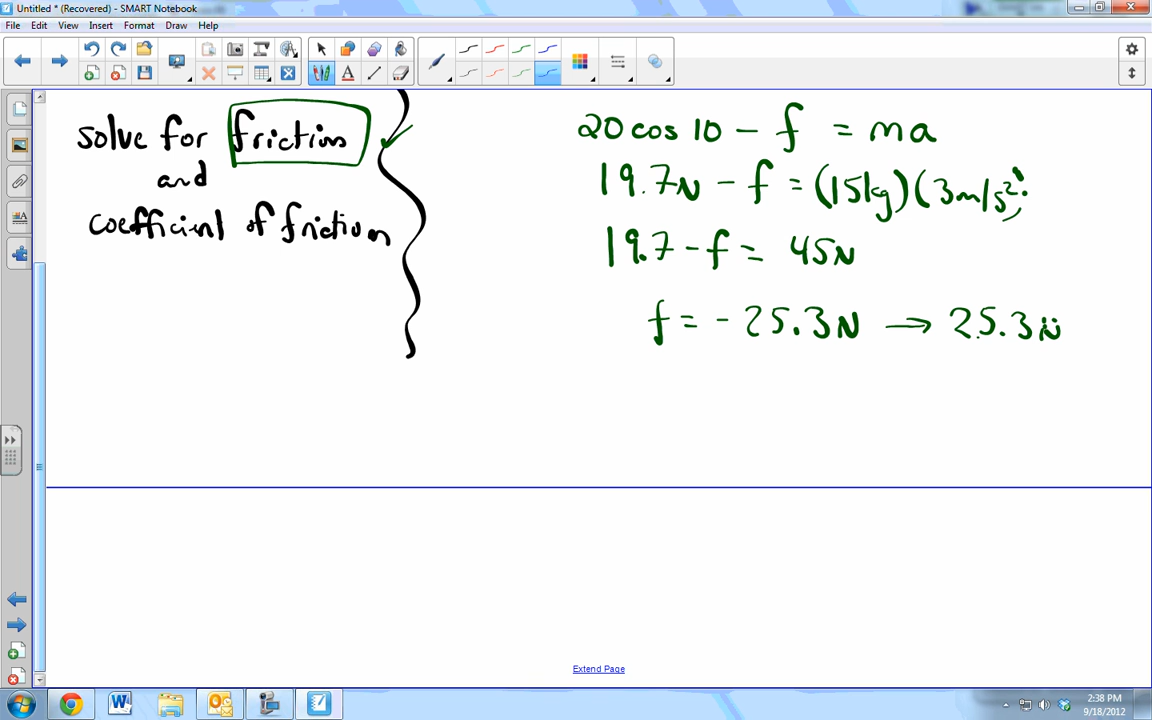 Untitled * (Recovered) - SMART Notebook
File Edit View Insert Format Draw Help
solve for friction
and
coefficient of friction
20 cos 10 - f = ma
19.7N - f = (15kg)(3m/s²)
19.7 - f = 45N
f = - 25.3N → 25.3N
Extend Page
2:38 PM
9/18/2012